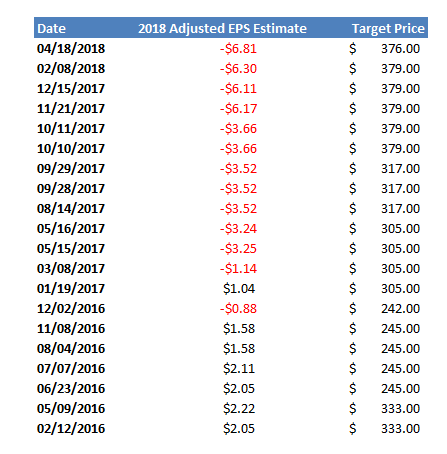 Date 2018 Adjusted EPS Estimate Target Price
04/18/2018 -$6.81 $ 376.00
02/08/2018 -$6.30 $ 379.00
12/15/2017 -$6.11 $ 379.00
11/21/2017 -$6.17 $ 379.00
10/11/2017 -$3.66 $ 379.00
10/10/2017 -$3.66 $ 379.00
09/29/2017 -$3.52 $ 317.00
09/28/2017 -$3.52 $ 317.00
08/14/2017 -$3.52 $ 317.00
05/16/2017 -$3.24 $ 305.00
05/15/2017 -$3.25 $ 305.00
03/08/2017 -$1.14 $ 305.00
01/19/2017 $1.04 $ 305.00
12/02/2016 -$0.88 $ 242.00
11/08/2016 $1.58 $ 245.00
08/04/2016 $1.58 $ 245.00
07/07/2016 $2.11 $ 245.00
06/23/2016 $2.05 $ 245.00
05/09/2016 $2.22 $ 333.00
02/12/2016 $2.05 $ 333.00